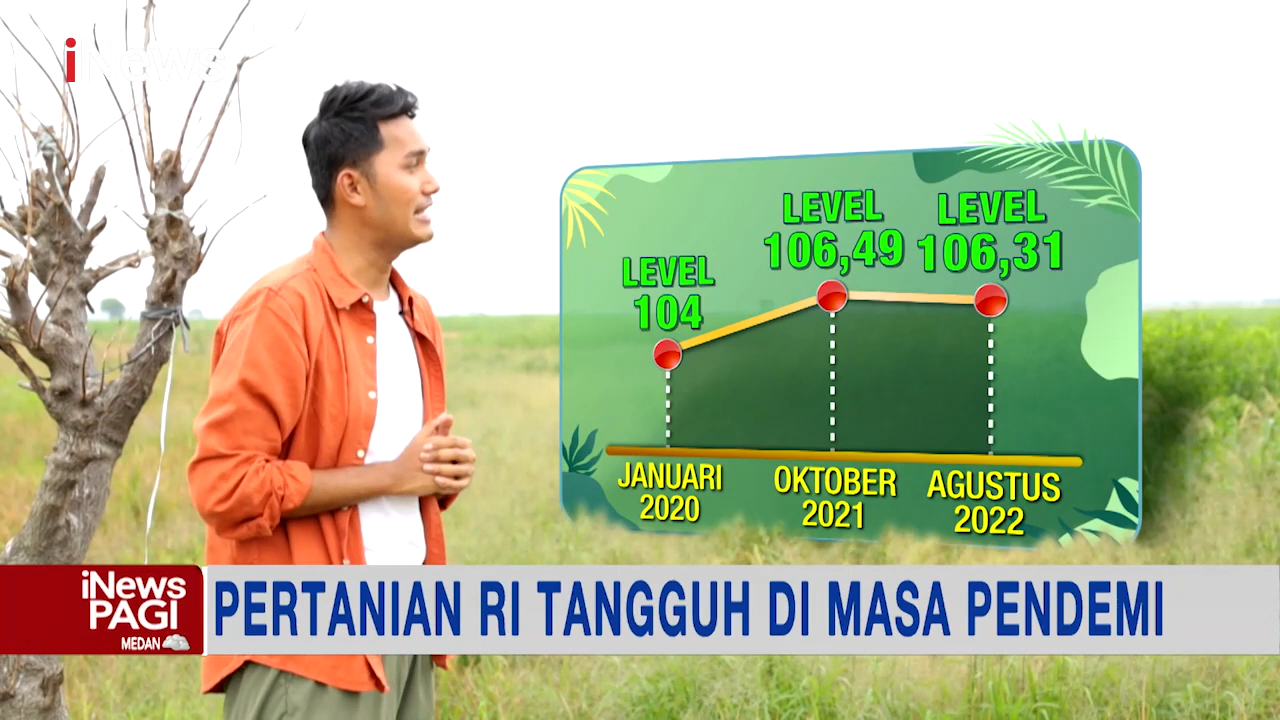 iNews
LEVEL
104
LEVEL
106,49
LEVEL
106,31
JANUARI
2020
OKTOBER
2021
AGUSTUS
2022
iNews
PAGI
MEDAN
PERTANIAN RI TANGGUH DI MASA PENDEMI